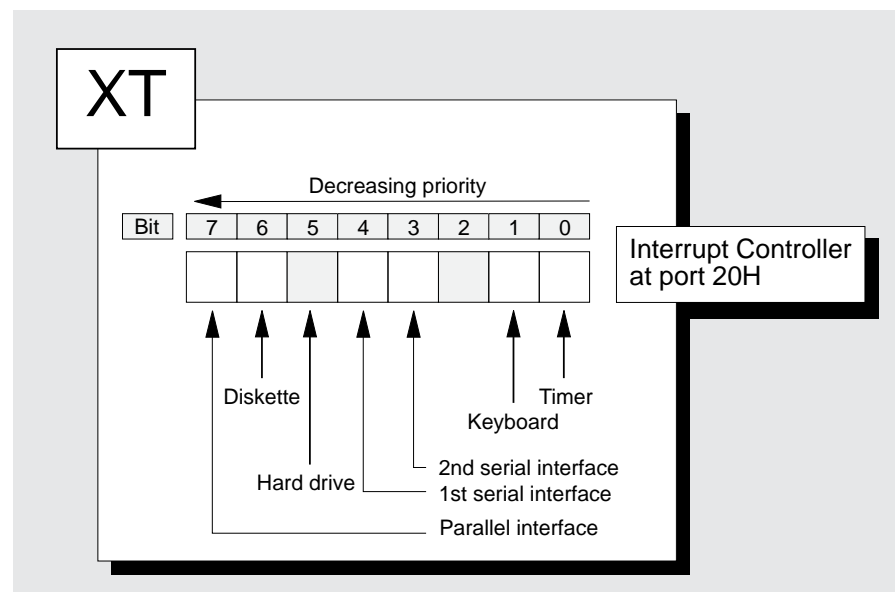 XT
Decreasing priority
Bit 7 6 5 4 3 2 1 0
Interrupt Controller
at port 20H
Diskette
Timer
Keyboard
Hard drive
2nd serial interface
1st serial interface
Parallel interface